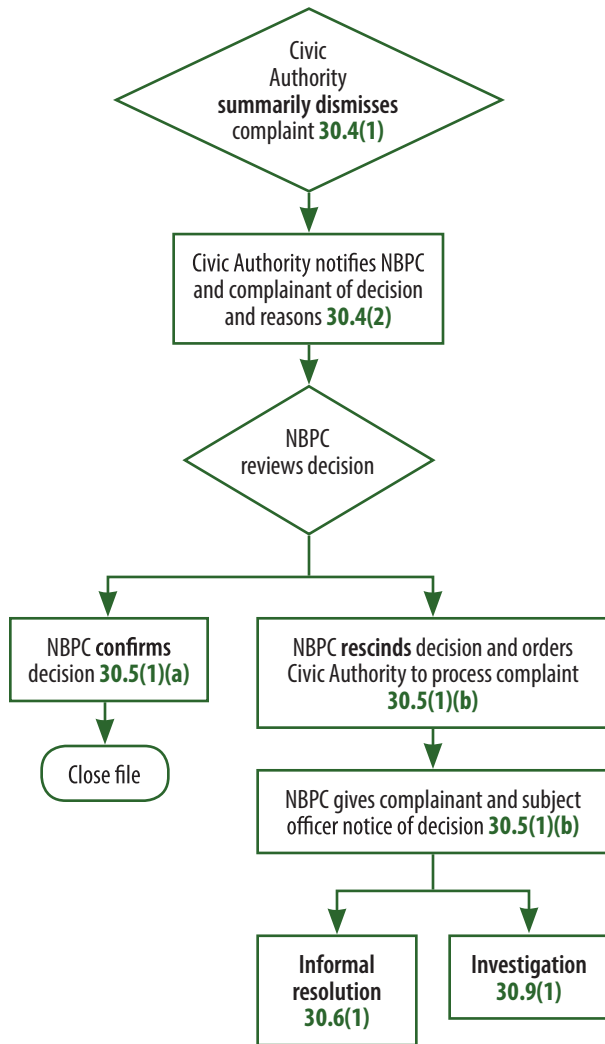 Civic
Authority
summarily dismisses
complaint 30.4(1)
Civic Authority notifies NBPC
and complainant of decision
and reasons 30.4(2)
NBPC
reviews decision
NBPC confirms
decision 30.5(1)(a)
Close file
NBPC rescinds decision and orders
Civic Authority to process complaint
30.5(1)(b)
NBPC gives complainant and subject
officer notice of decision 30.5(1)(b)
Informal
resolution
30.6(1)
Investigation
30.9(1)